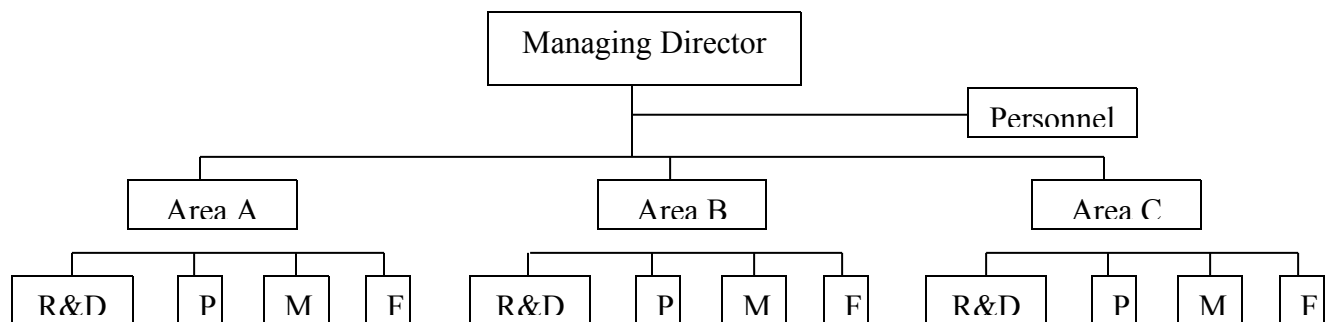 Managing Director
Personnel
Area A
Area B
Area C
R&D P M F R&D P M F R&D P M F